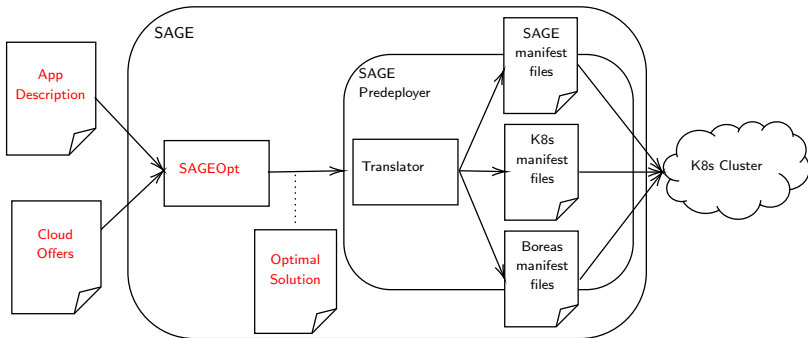 SAGE
App
Description
Cloud
Offers
SAGEOpt
Optimal
Solution
SAGE
Predeployer
Translator
SAGE
manifest
files
K8s
manifest
files
Boreas
manifest
files
K8s Cluster